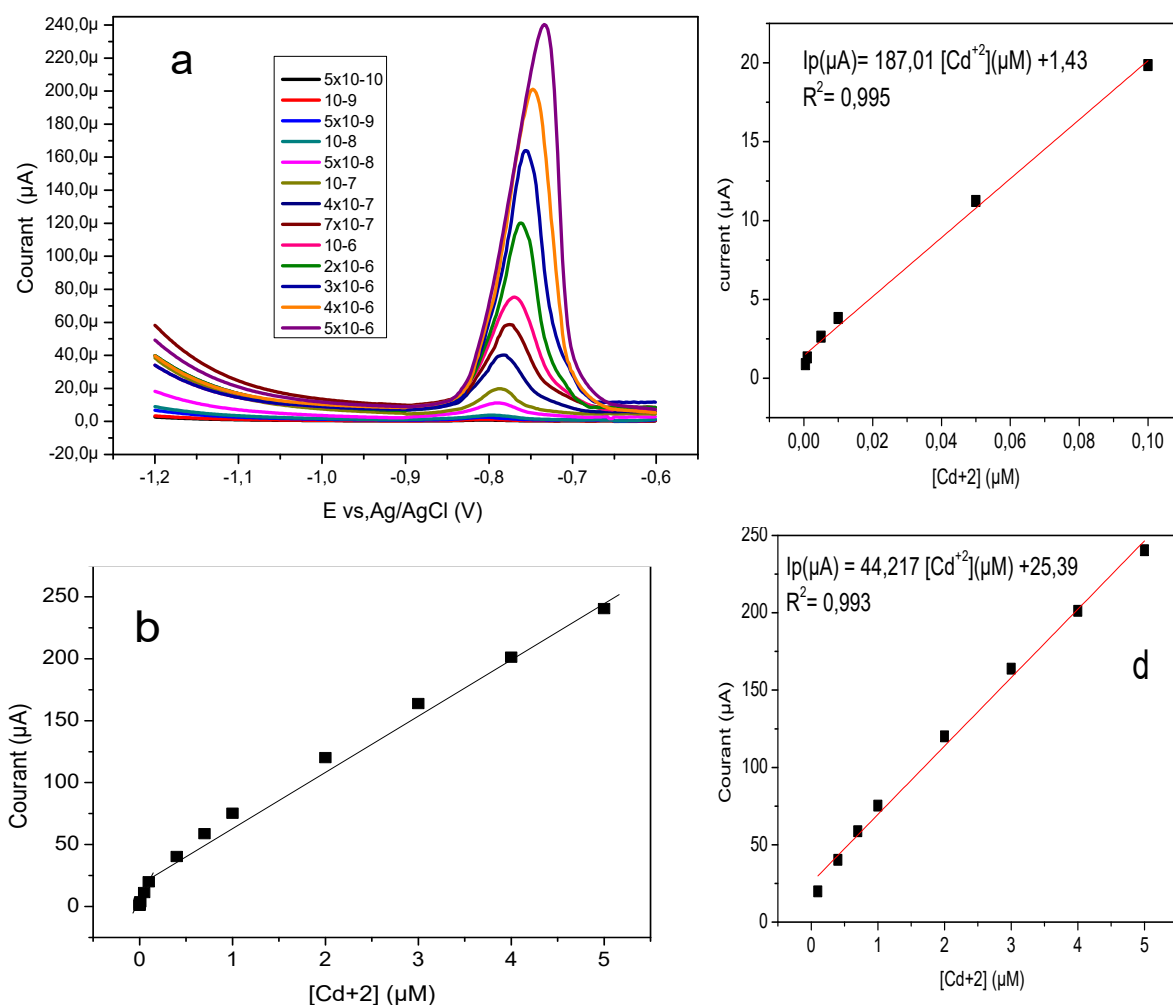 240,0µ
220,0µ
200,0µ
180,0µ
160,0µ
140,0µ
120,0µ
100,0µ
80,0µ
60,0µ
40,0µ
20,0µ
0,0
-20,0µ
Courant (µA)
a
5x10-10
10-9
5x10-9
10-8
5x10-8
10-7
4x10-7
7x10-7
10-6
2x10-6
3x10-6
4x10-6
5x10-6
-1,2 -1,1 -1,0 -0,9 -0,8 -0,7 -0,6
E vs,Ag/AgCl (V)
Ip(µA)= 187,01 [Cd+2](µM) +1,43
R2= 0,995
20
15
10
5
0
current (µA)
0,00 0,02 0,04 0,06 0,08 0,10
[Cd+2] (µM)
b
250
200
150
100
50
0
Courant (µA)
0 1 2 3 4 5
[Cd+2] (µM)
Ip(µA) = 44,217 [Cd+2](µM) +25,39
R2= 0,993
d
250
200
150
100
50
0
Courant (µA)
0 1 2 3 4 5
[Cd+2] (µM)